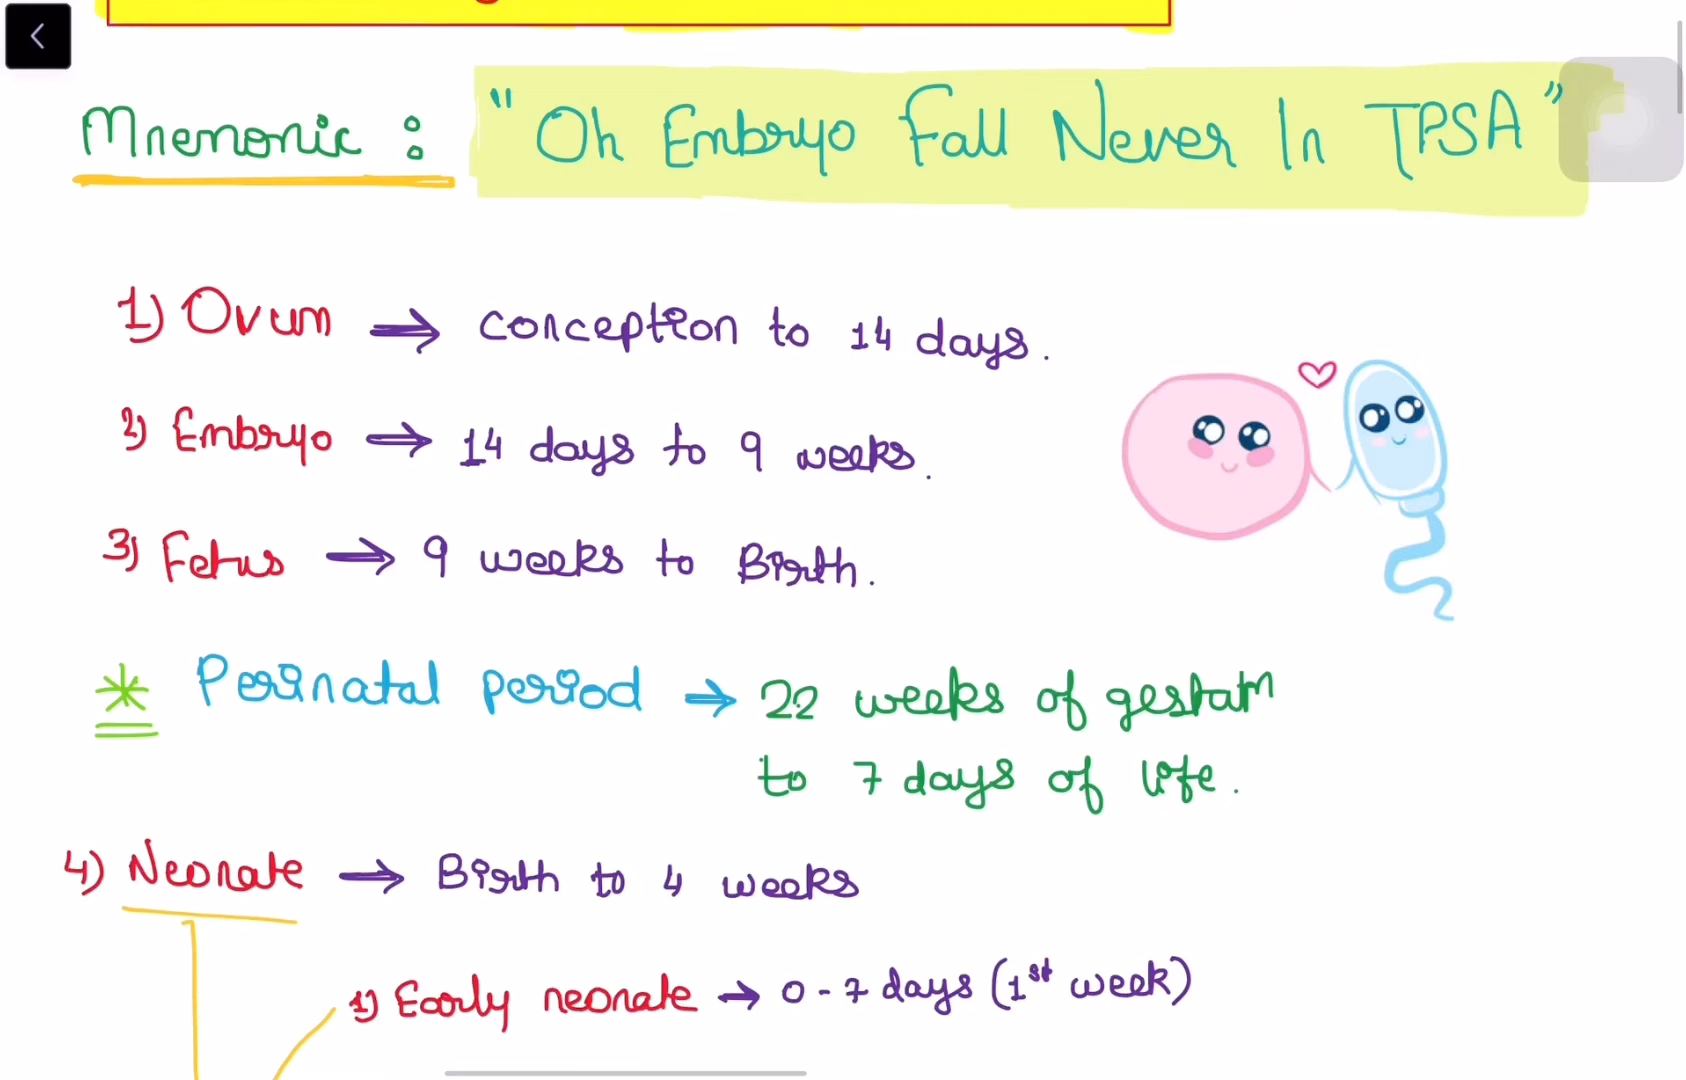 Mnemonic : "Oh Embryo Fall Never In TPSA"
1) Ovum → conception to 14 days.
2) Embryo → 14 days to 9 weeks.
3) Fetus → 9 weeks to Birth.
* Perinatal period → 22 weeks of gestatn
to 7 days of life.
4) Neonate → Birth to 4 weeks
1) Early neonate → 0-7 days (1st week)